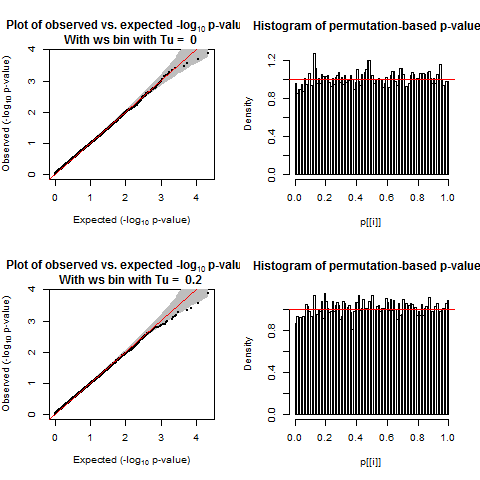 Plot of observed vs. expected -log10 p-valu
With ws bin with Tu = 0
Observed (-log10 p-value)
0 1 2 3 4
0 1 2 3 4
Expected (-log10 p-value)
Histogram of permutation-based p-value
Density
0.0 0.4 0.8 1.2
0.0 0.2 0.4 0.6 0.8 1.0
p[[i]]
Plot of observed vs. expected -log10 p-valu
With ws bin with Tu = 0.2
Observed (-log10 p-value)
0 1 2 3 4
0 1 2 3 4
Expected (-log10 p-value)
Histogram of permutation-based p-value
Density
0.0 0.4 0.8
0.0 0.2 0.4 0.6 0.8 1.0
p[[i]]